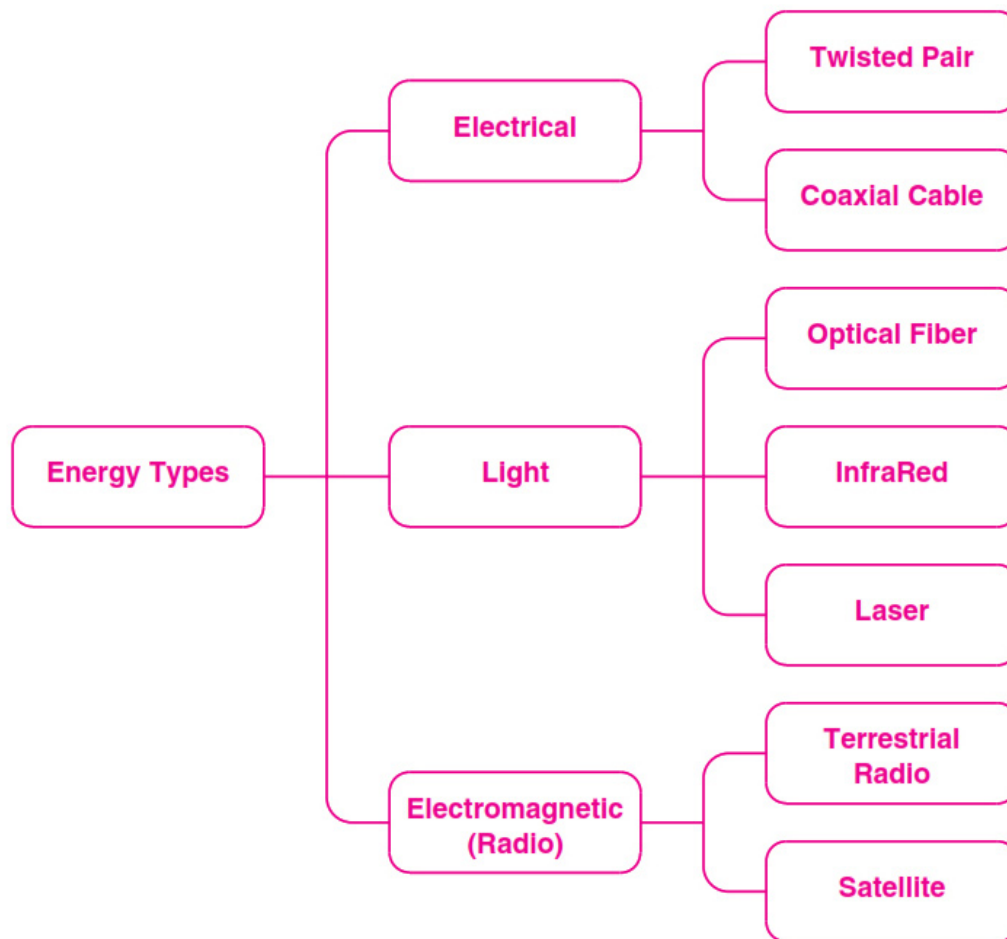 Twisted Pair
Electrical
Coaxial Cable
Optical Fiber
Energy Types
Light
InfraRed
Laser
Terrestrial
Radio
Electromagnetic
(Radio)
Satellite